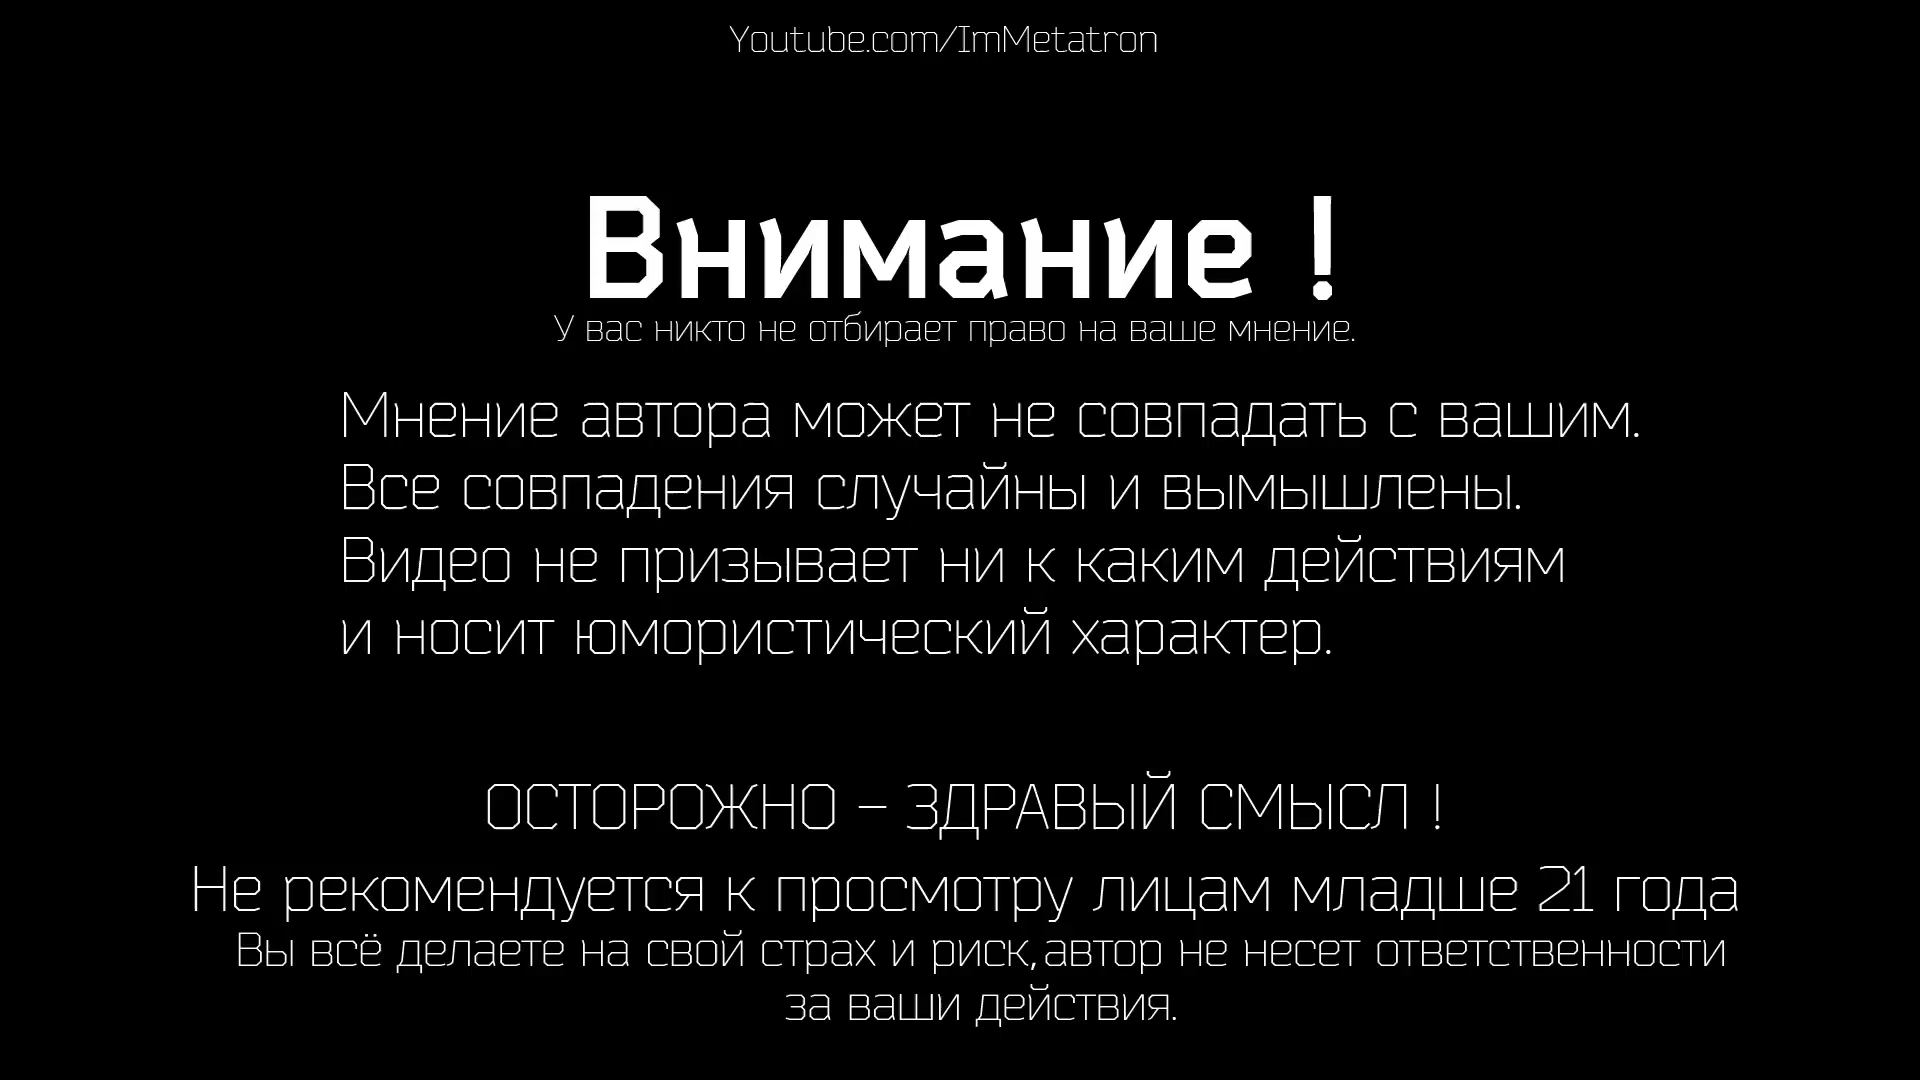 Youtube.com/ImMetatron
Внимание !
У вас никто не отбирает право на ваше мнение.
Мнение автора может не совпадать с вашим.
Все совпадения случайны и вымышлены.
Видео не призывает ни к каким действиям
и носит юмористический характер.
ОСТОРОЖНО – ЗДРАВЫЙ СМЫСЛ !
Не рекомендуется к просмотру лицам младше 21 года
Вы всё делаете на свой страх и риск,автор не несет ответственности
за ваши действия.